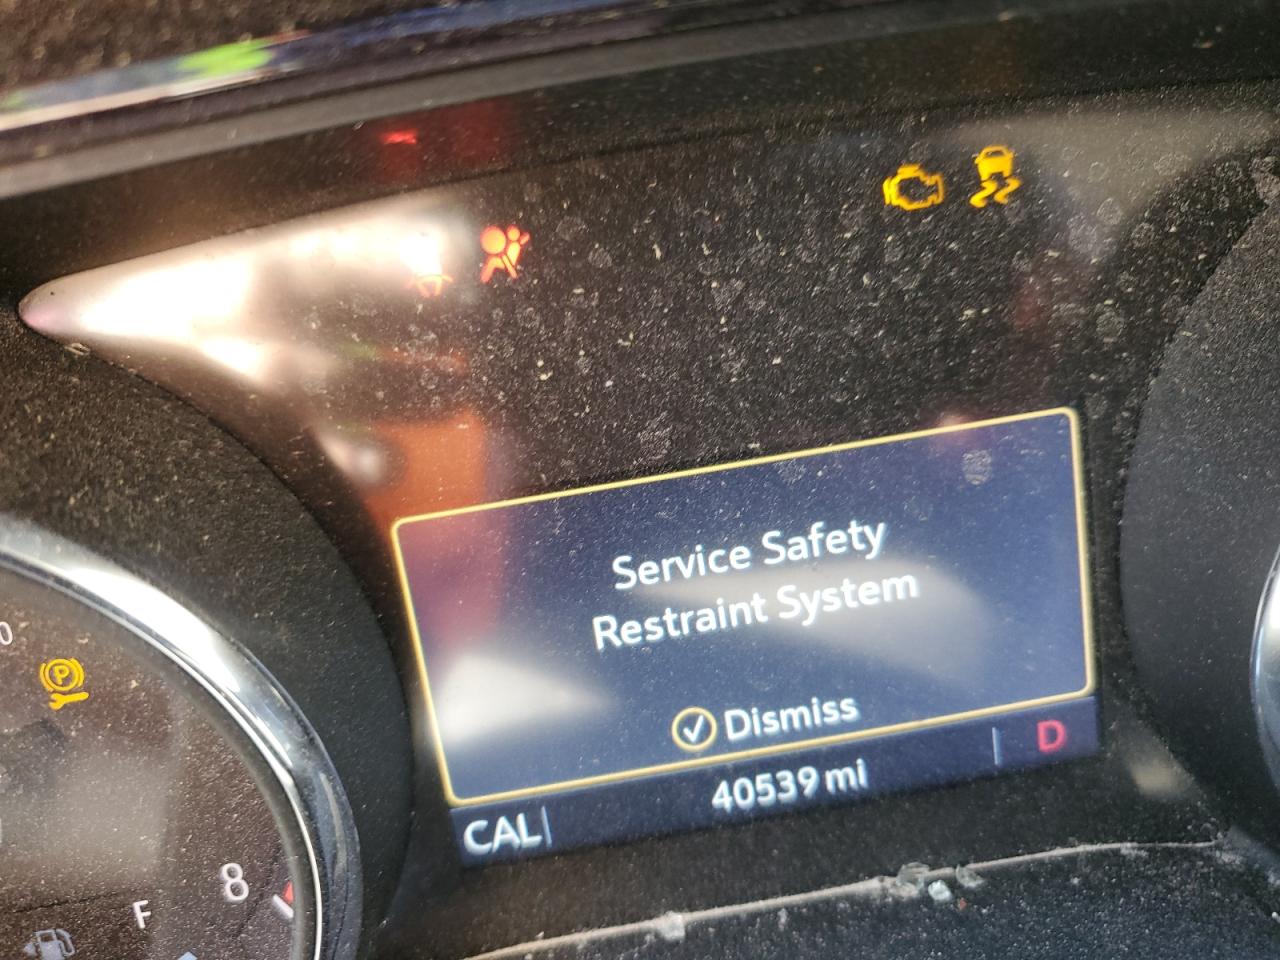 Service Safety
Restraint System
Dismiss
40539 mi
D
CAL
P
8
F